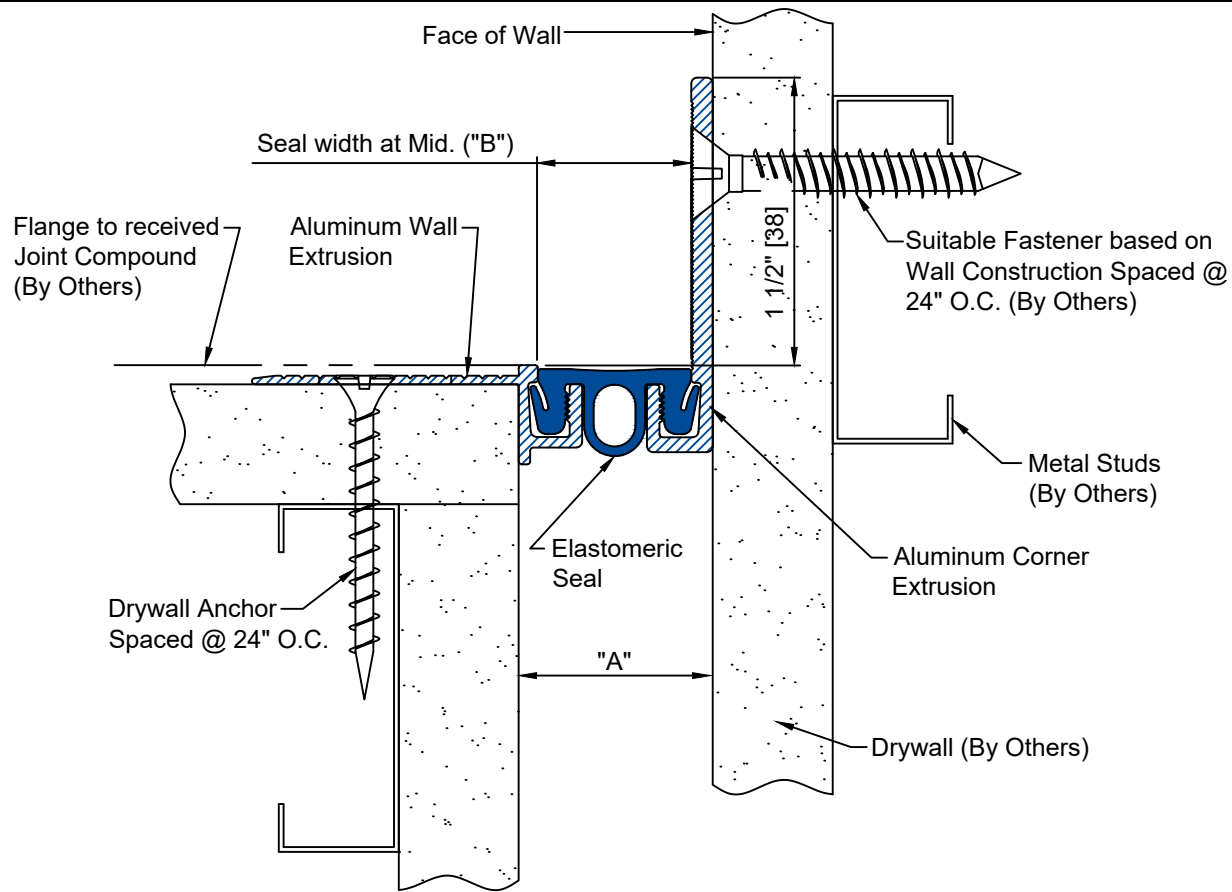 Face of Wall
Seal width at Mid. ("B")
Flange to received
Joint Compound
(By Others)
Aluminum Wall
Extrusion
1 1/2" [38]
Suitable Fastener based on
Wall Construction Spaced @
24" O.C. (By Others)
Metal Studs
(By Others)
Elastomeric
Seal
Aluminum Corner
Extrusion
Drywall Anchor
Spaced @ 24" O.C.
"A"
Drywall (By Others)